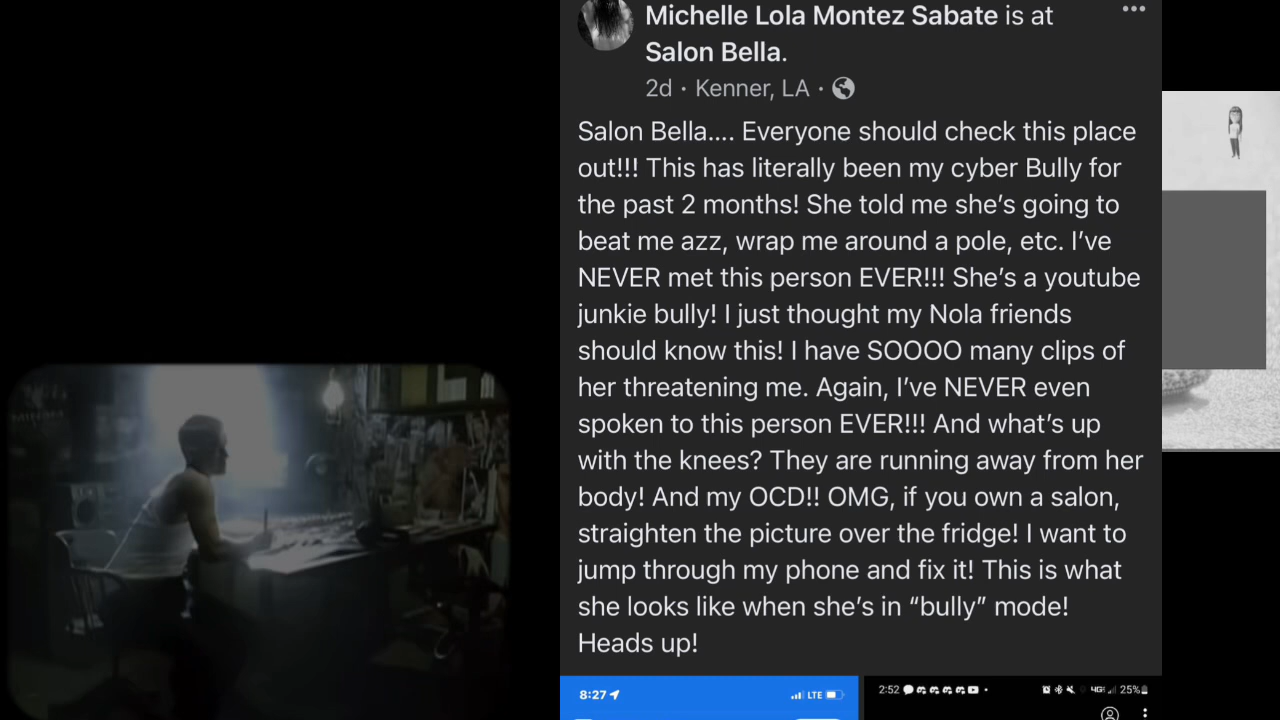 Michelle Lola Montez Sabate is at
Salon Bella.
2d · Kenner, LA ·
Salon Bella.... Everyone should check this place
out!!! This has literally been my cyber Bully for
the past 2 months! She told me she's going to
beat me azz, wrap me around a pole, etc. I've
NEVER met this person EVER!!! She's a youtube
junkie bully! I just thought my Nola friends
should know this! I have SOOOO many clips of
her threatening me. Again, I've NEVER even
spoken to this person EVER!!! And what's up
with the knees? They are running away from her
body! And my OCD!! OMG, if you own a salon,
straighten the picture over the fridge! I want to
jump through my phone and fix it! This is what
she looks like when she's in “bully” mode!
Heads up!
8:27 LTE
2:52 4G 25%